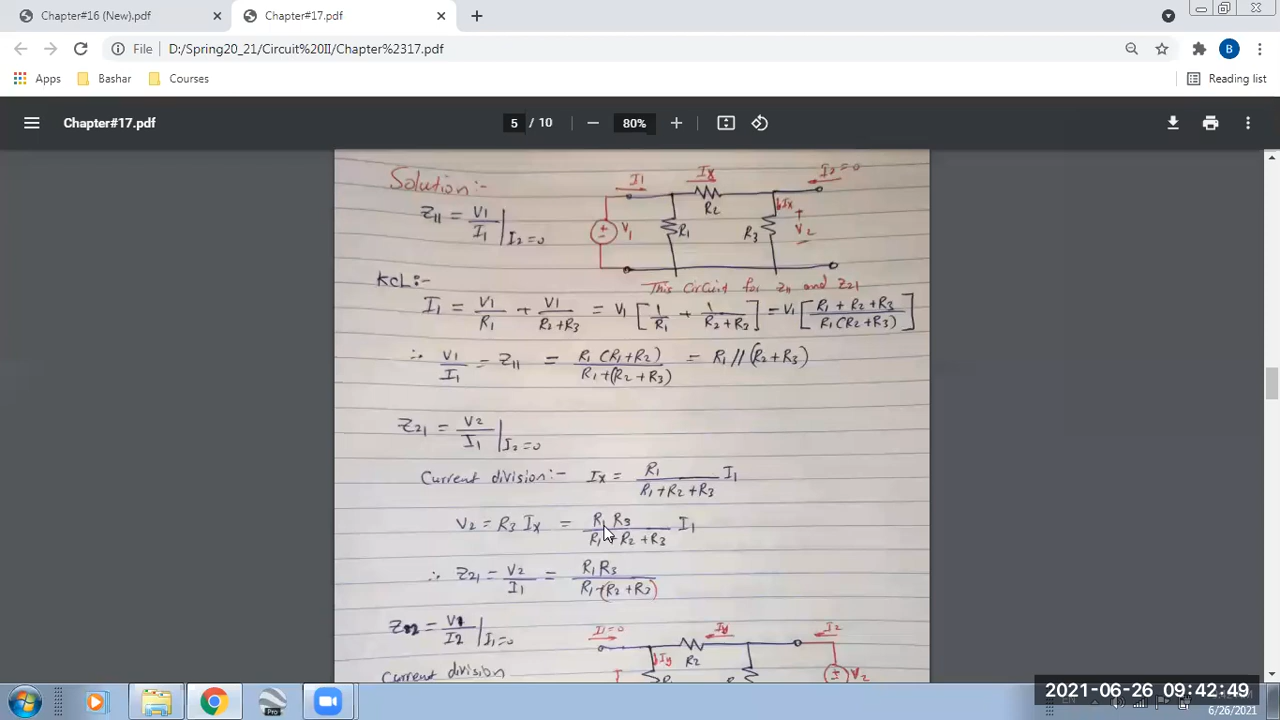 Chapter#16 (New).pdf
Chapter#17.pdf
File D:/Spring20_21/Circuit%20II/Chapter%2317.pdf
B
Apps Bashar Courses Reading list
Chapter#17.pdf 5 / 10 80%
Solution:-
Z11 = V1/I1 | I2=0
I1 Ix I2=0
R2
V1 R1 R3 Ix + V2 -
This circuit for Z11 and Z21
KCL:-
I1 = V1/R1 + V1/(R2+R3) = V1 [1/R1 + 1/(R2+R3)] = V1 [(R1+R2+R3)/(R1(R2+R3))]
∴ V1/I1 = Z11 = R1(R1+R2)/(R1+(R2+R3)) = R1//(R2+R3)
Z21 = V2/I1 | I2=0
Current division:- Ix = R1/(R1+R2+R3) I1
V2 = R3 Ix = R1R3/(R1+R2+R3) I1
∴ Z21 = V2/I1 = R1R3/(R1+(R2+R3))
I1=0 Iy I2
/I2 | I1=0
Iy R2 V2
Current division
2021-06-26 09:42:49
6/26/2021